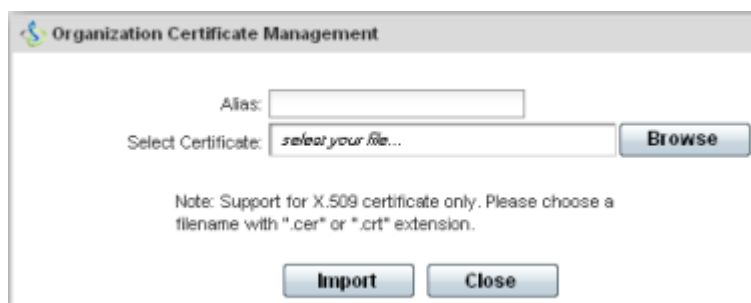 Organization Certificate Management
Alias:
Select Certificate: select your file... Browse
Note: Support for X.509 certificate only. Please choose a
filename with ".cer" or ".crt" extension.
Import Close